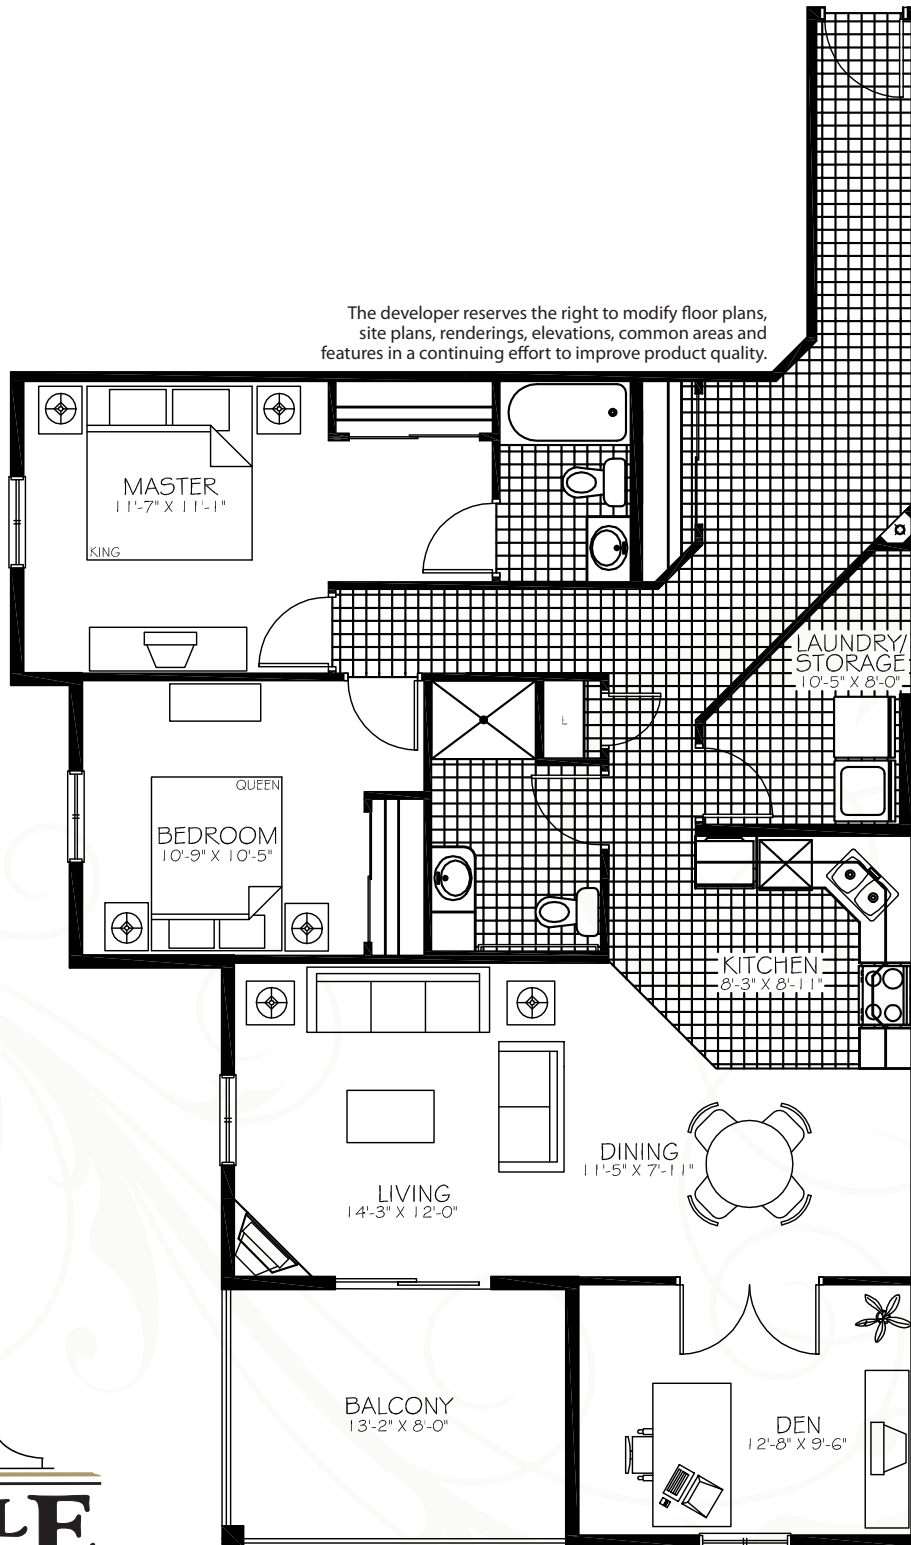 The developer reserves the right to modify floor plans,
site plans, renderings, elevations, common areas and
features in a continuing effort to improve product quality.
MASTER
11'-7" X 11'-1"
KING
LAUNDRY/
STORAGE
10'-5" X 8'-0"
QUEEN
BEDROOM
10'-9" X 10'-5"
KITCHEN
8'-3" X 8'-11"
DINING
11'-5" X 7'-11"
LIVING
14'-3" X 12'-0"
BALCONY
13'-2" X 8'-0"
DEN
12'-8" X 9'-6"
LE